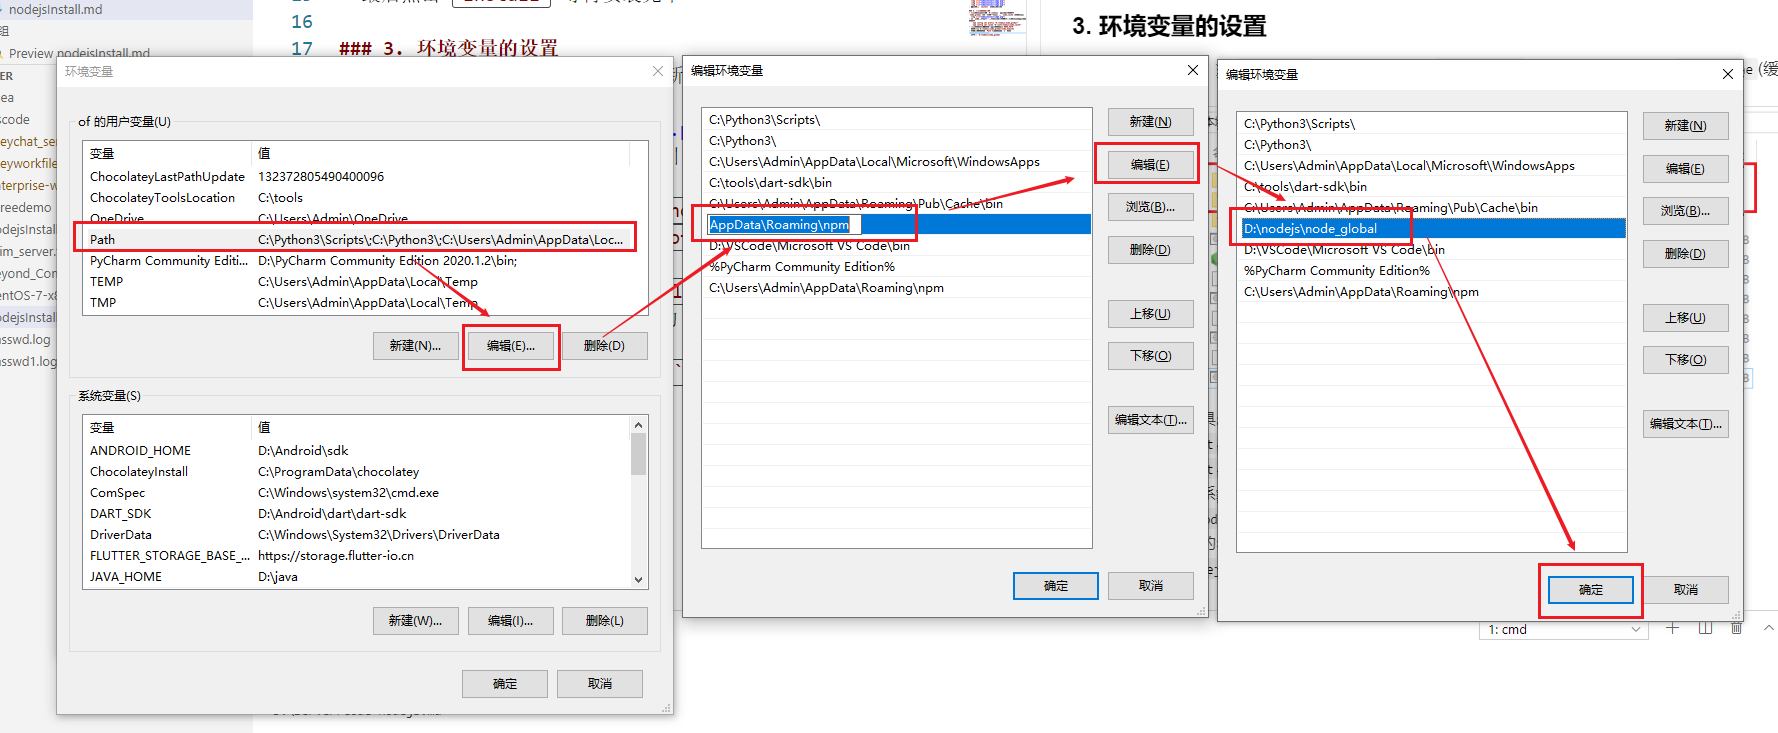 nodejsInstall.md
组
Preview nodejsInstall.md
16
17 ### 3. 环境变量的设置
3. 环境变量的设置
环境变量
of 的用户变量(U)
变量 值
ChocolateyLastPathUpdate 132372805490400096
ChocolateyToolsLocation C:\tools
OneDrive C:\Users\Admin\OneDrive
Path C:\Python3\Scripts\;C:\Python3\;C:\Users\Admin\AppData\Loc...
PyCharm Community Editi... D:\PyCharm Community Edition 2020.1.2\bin;
TEMP C:\Users\Admin\AppData\Local\Temp
TMP C:\Users\Admin\AppData\Local\Temp
新建(N)... 编辑(E)... 删除(D)
系统变量(S)
变量 值
ANDROID_HOME D:\Android\sdk
ChocolateyInstall C:\ProgramData\chocolatey
ComSpec C:\Windows\system32\cmd.exe
DART_SDK D:\Android\dart\dart-sdk
DriverData C:\Windows\System32\Drivers\DriverData
FLUTTER_STORAGE_BASE_... https://storage.flutter-io.cn
JAVA_HOME D:\java
新建(W)... 编辑(I)... 删除(L)
确定 取消
编辑环境变量
C:\Python3\Scripts\
C:\Python3\
C:\Users\Admin\AppData\Local\Microsoft\WindowsApps
C:\tools\dart-sdk\bin
C:\Users\Admin\AppData\Roaming\Pub\Cache\bin
AppData\Roaming\npm
D:\VSCode\Microsoft VS Code\bin
%PyCharm Community Edition%
C:\Users\Admin\AppData\Roaming\npm
新建(N)
编辑(E)
浏览(B)...
删除(D)
上移(U)
下移(O)
编辑文本(T)...
确定 取消
编辑环境变量
C:\Python3\Scripts\
C:\Python3\
C:\Users\Admin\AppData\Local\Microsoft\WindowsApps
C:\tools\dart-sdk\bin
C:\Users\Admin\AppData\Roaming\Pub\Cache\bin
D:\nodejs\node_global
D:\VSCode\Microsoft VS Code\bin
%PyCharm Community Edition%
C:\Users\Admin\AppData\Roaming\npm
新建(N)
编辑(E)
浏览(B)...
删除(D)
上移(U)
下移(O)
编辑文本(T)...
确定 取消
1: cmd